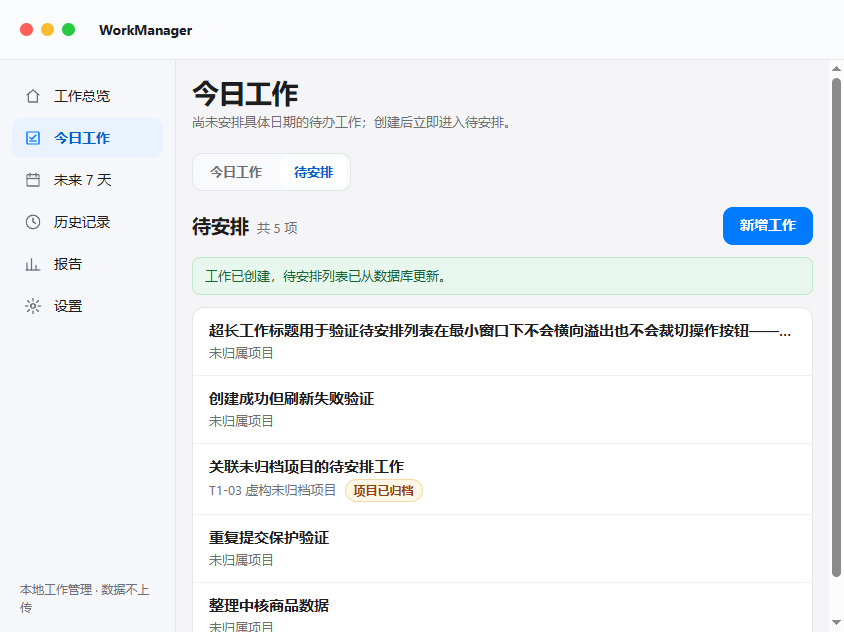 WorkManager
工作总览
今日工作
未来 7 天
历史记录
报告
设置
本地工作管理 · 数据不上
传
今日工作
尚未安排具体日期的待办工作；创建后立即进入待安排。
今日工作
待安排
待安排 共 5 项
新增工作
工作已创建，待安排列表已从数据库更新。
超长工作标题用于验证待安排列表在最小窗口下不会横向溢出也不会裁切操作按钮——...
未归属项目
创建成功但刷新失败验证
未归属项目
关联未归档项目的待安排工作
T1-03 虚构未归档项目 项目已归档
重复提交保护验证
未归属项目
整理中核商品数据
未归属项目